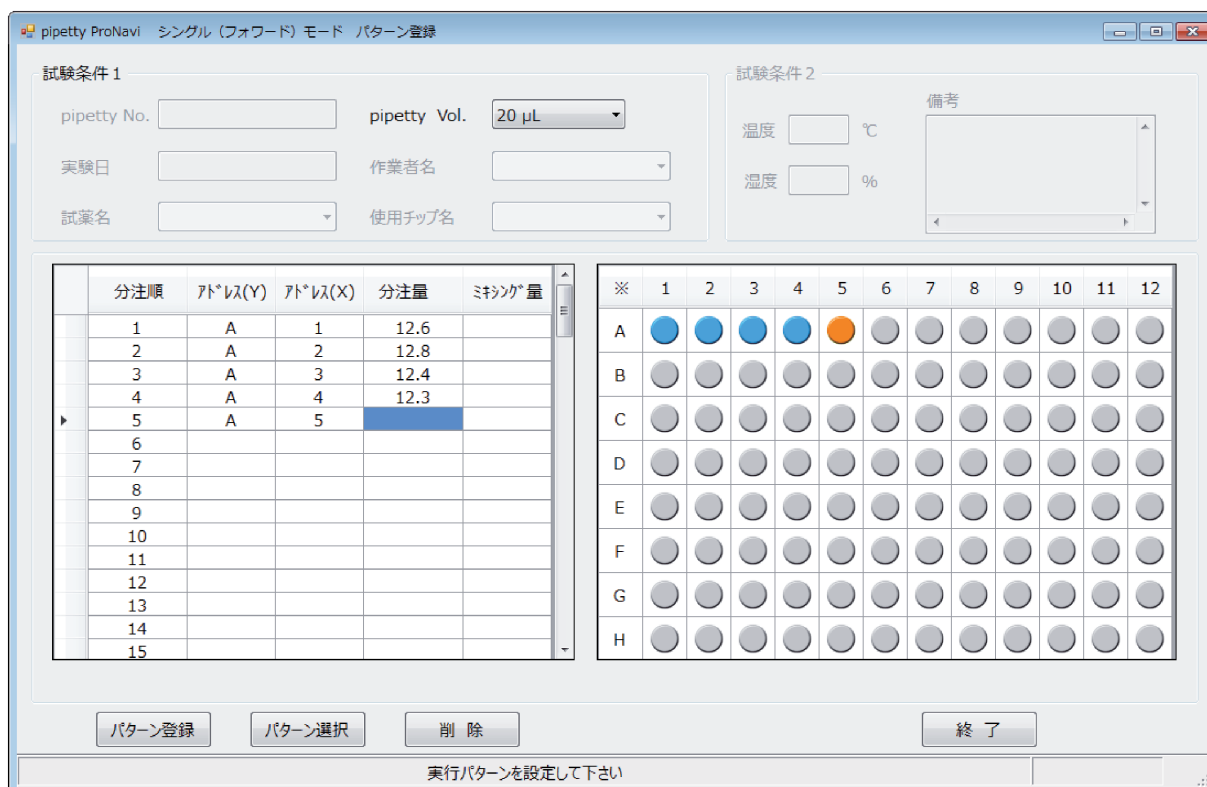 pipetty ProNavi シングル（フォワード）モード パターン登録
試験条件１
pipetty No.
pipetty Vol. 20 µL
実験日
作業者名
試薬名
使用チップ名
試験条件２
備考
温度 ℃
湿度 %
分注順 ｱﾄﾞﾚｽ(Y) ｱﾄﾞﾚｽ(X) 分注量 ﾐｷｼﾝｸﾞ量
1 A 1 12.6
2 A 2 12.8
3 A 3 12.4
4 A 4 12.3
5 A 5
6
7
8
9
10
11
12
13
14
15
※ 1 2 3 4 5 6 7 8 9 10 11 12
A
B
C
D
E
F
G
H
パターン登録 パターン選択 削 除 終 了
実行パターンを設定して下さい